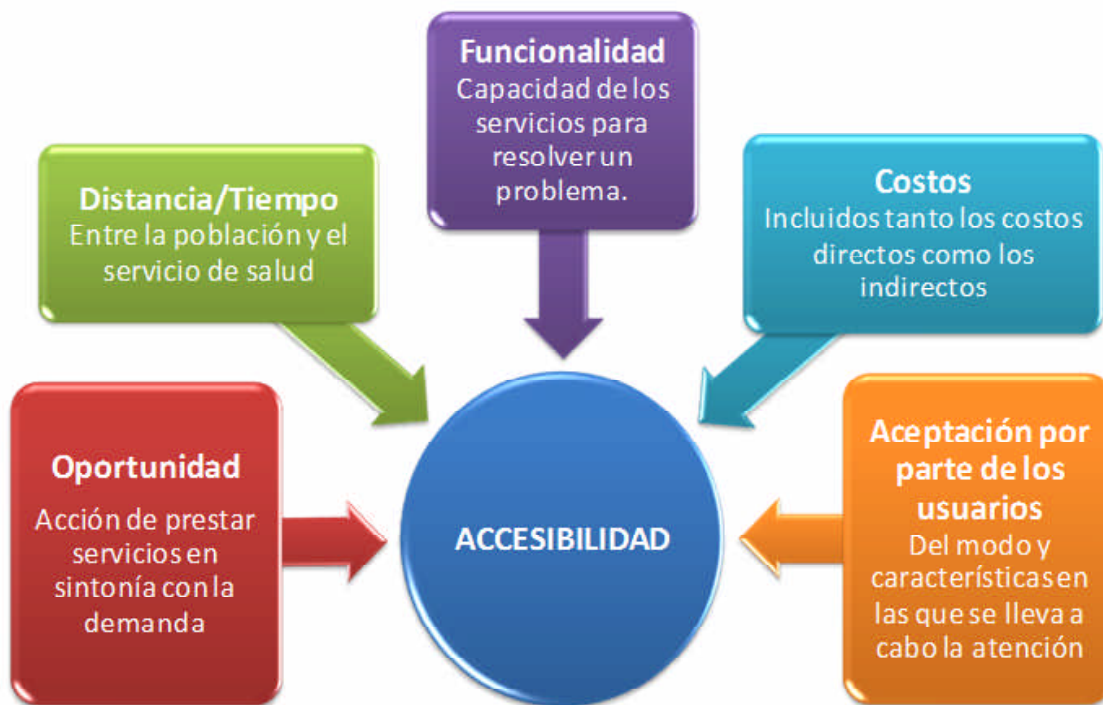 Funcionalidad
Capacidad de los
servicios para
resolver un
problema.
Distancia/Tiempo
Entre la población y el
servicio de salud
Costos
Incluidos tanto los costos
directos como los
indirectos
Oportunidad
Acción de prestar
servicios en
sintonía con la
demanda
ACCESIBILIDAD
Aceptación por
parte de los
usuarios
Del modo y
características en
las que se lleva a
cabo la atención